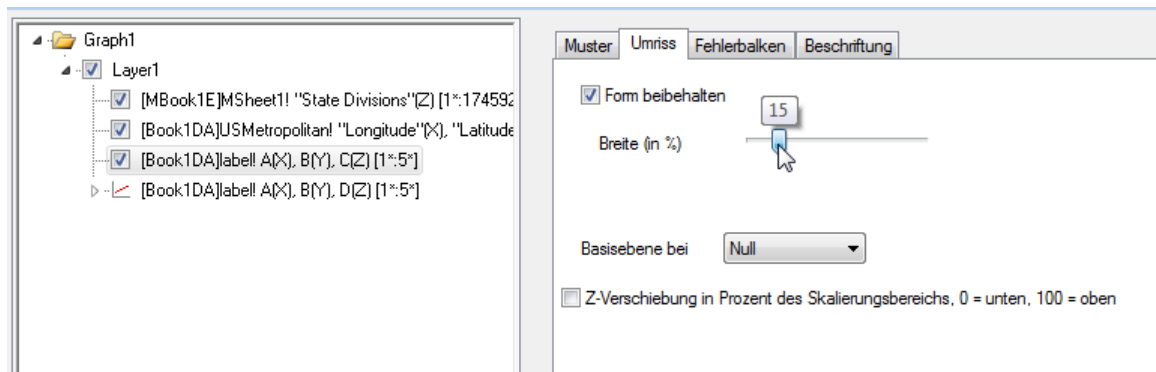 Graph1
Layer1
[MBook1E]MSheet1! "State Divisions"(Z) [1*:174592
[Book1DA]USMetropolitan! "Longitude"(X), "Latitude
[Book1DA]label! A(X), B(Y), C(Z) [1*:5*]
[Book1DA]label! A(X), B(Y), D(Z) [1*:5*]
Muster Umriss Fehlerbalken Beschriftung
Form beibehalten
15
Breite (in %)
Basisebene bei Null
Z-Verschiebung in Prozent des Skalierungsbereichs, 0 = unten, 100 = oben